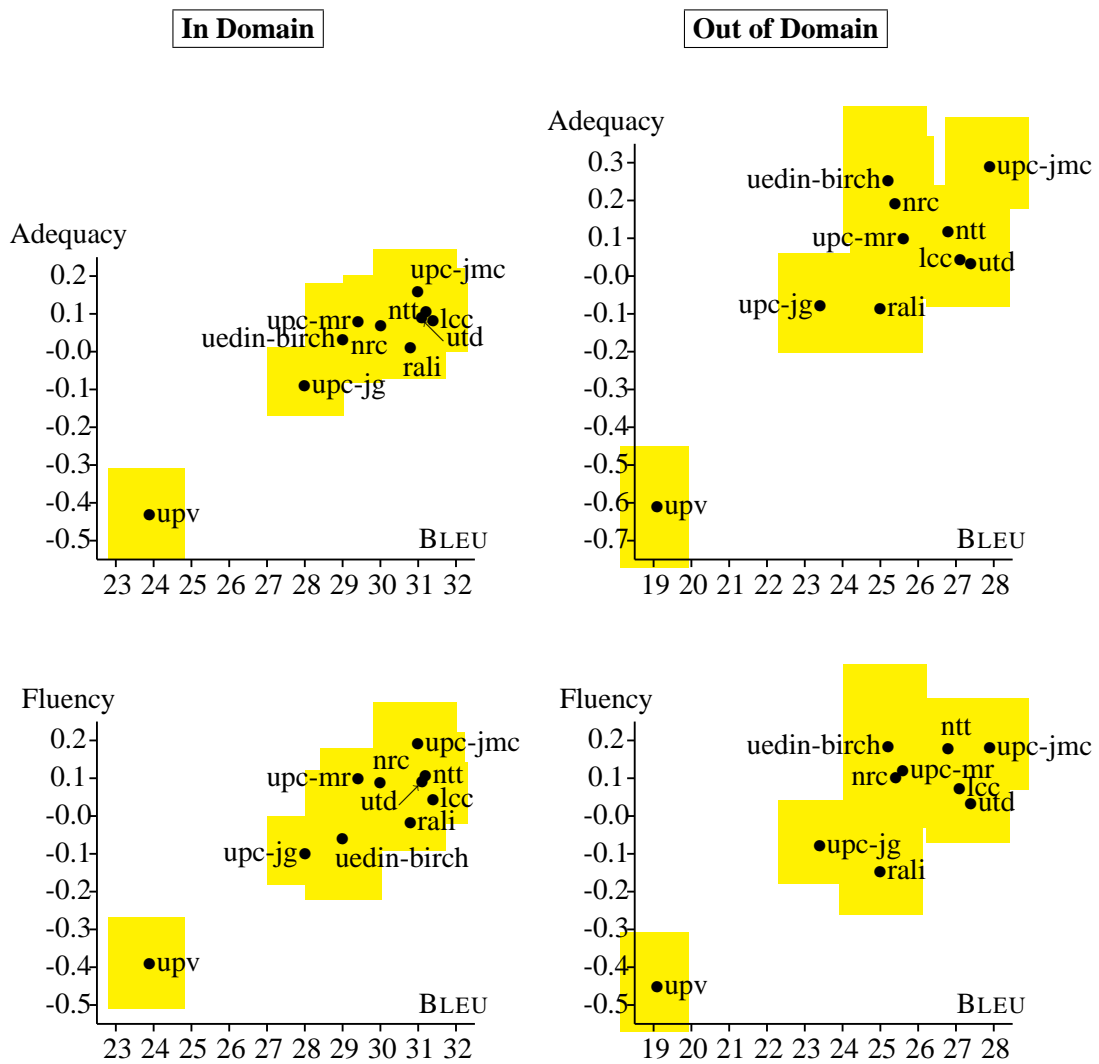 In Domain
Out of Domain
Adequacy
0.2
0.1
-0.0
-0.1
-0.2
-0.3
-0.4
-0.5
upc-jmc
ntt
upc-mr
lcc
uedin-birch
nrc
utd
rali
upc-jg
upv
BLEU
23 24 25 26 27 28 29 30 31 32
Adequacy
0.3
0.2
0.1
-0.0
-0.1
-0.2
-0.3
-0.4
-0.5
-0.6
-0.7
upc-jmc
uedin-birch
nrc
ntt
upc-mr
lcc
utd
upc-jg
rali
upv
BLEU
19 20 21 22 23 24 25 26 27 28
Fluency
0.2
0.1
-0.0
-0.1
-0.2
-0.3
-0.4
-0.5
upc-jmc
nrc
ntt
upc-mr
utd
lcc
rali
upc-jg
uedin-birch
upv
BLEU
23 24 25 26 27 28 29 30 31 32
Fluency
0.2
0.1
-0.0
-0.1
-0.2
-0.3
-0.4
-0.5
ntt
uedin-birch
upc-jmc
nrc
upc-mr
lcc
utd
upc-jg
rali
upv
BLEU
19 20 21 22 23 24 25 26 27 28